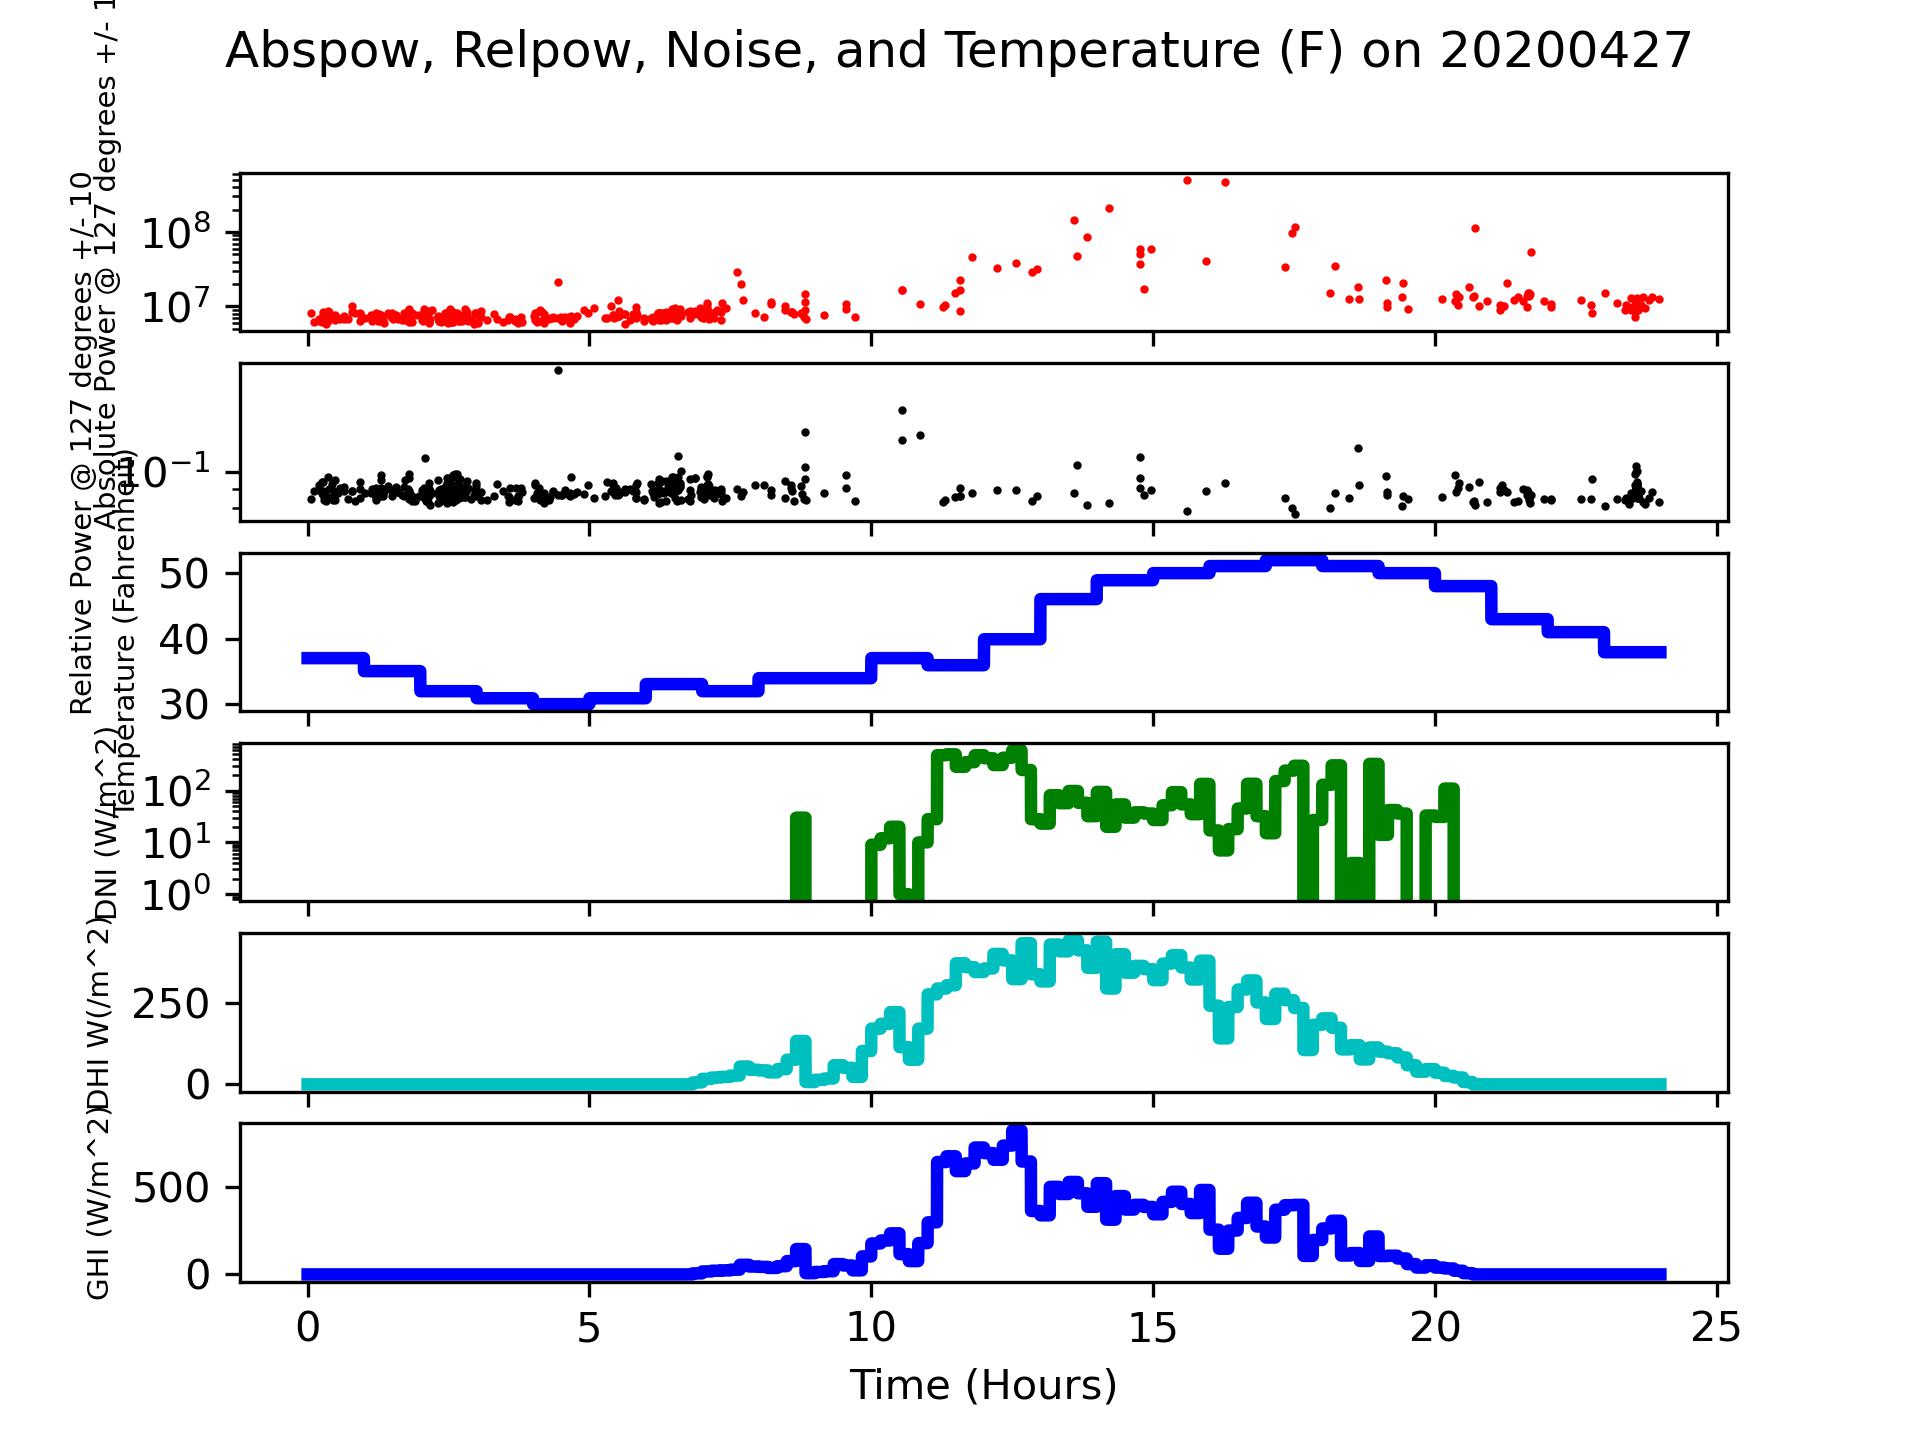 Abspow, Relpow, Noise, and Temperature (F) on 20200427
Absolute Power @ 127 degrees +/- 1
10^8
10^7
Relative Power @ 127 degrees +/- 10
10^−1
Temperature (Fahrenheit)
50
40
30
DNI (W/m^2)
10^2
10^1
10^0
DHI W(/m^2)
250
0
GHI (W/m^2)
500
0
0 5 10 15 20 25
Time (Hours)